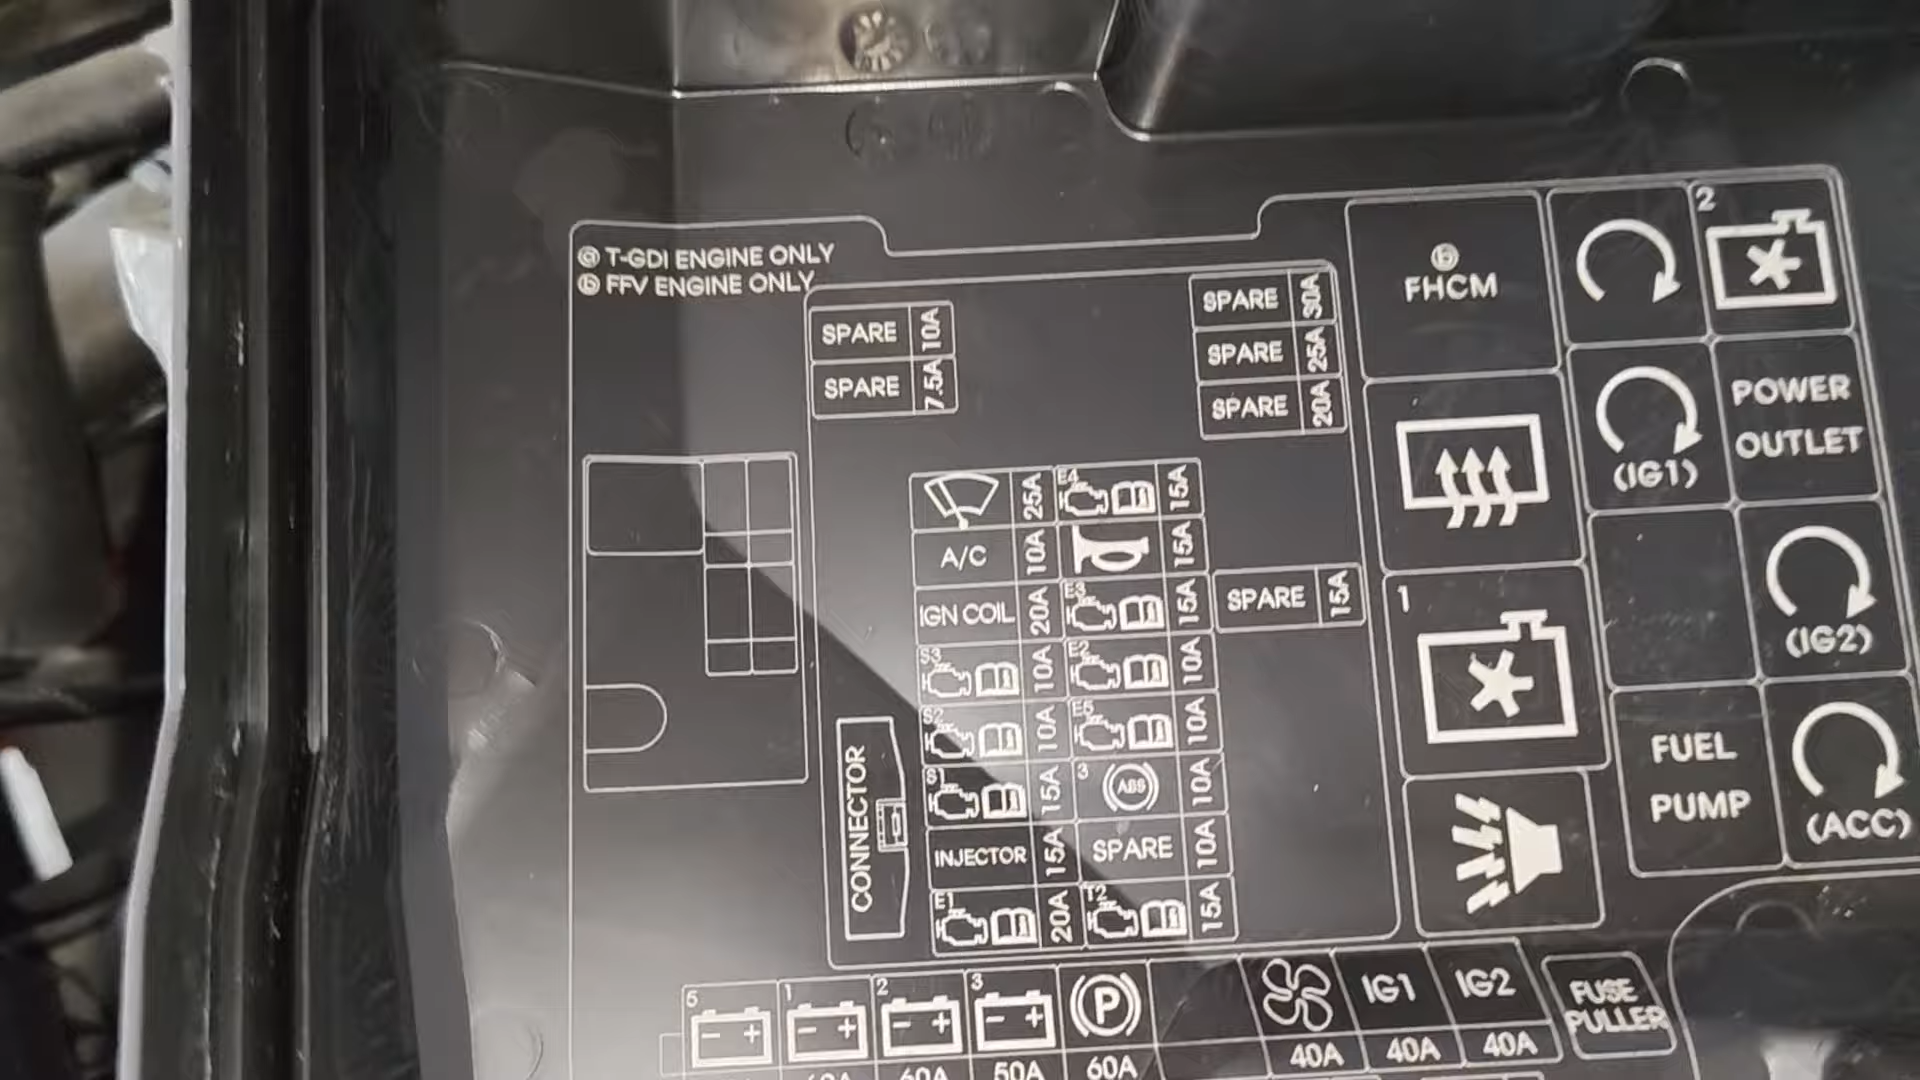 ⓐ T-GDI ENGINE ONLY
ⓑ FFV ENGINE ONLY
SPARE 10A
SPARE 7.5A
SPARE 30A
SPARE 25A
SPARE 20A
ⓑ
FHCM
2
(IG1)
POWER
OUTLET
25A E4 15A
A/C 10A 15A
IGN COIL 20A E3 15A
SPARE 15A
S3 10A E2 10A
S2 10A E5 10A
S1 15A 3 ABS 10A
INJECTOR 15A SPARE 10A
E1 20A T2 15A
CONNECTOR
1
(IG2)
FUEL
PUMP
(ACC)
5 1 2 3 P IG1 IG2
60A 50A 60A 40A 40A 40A
FUSE
PULLER